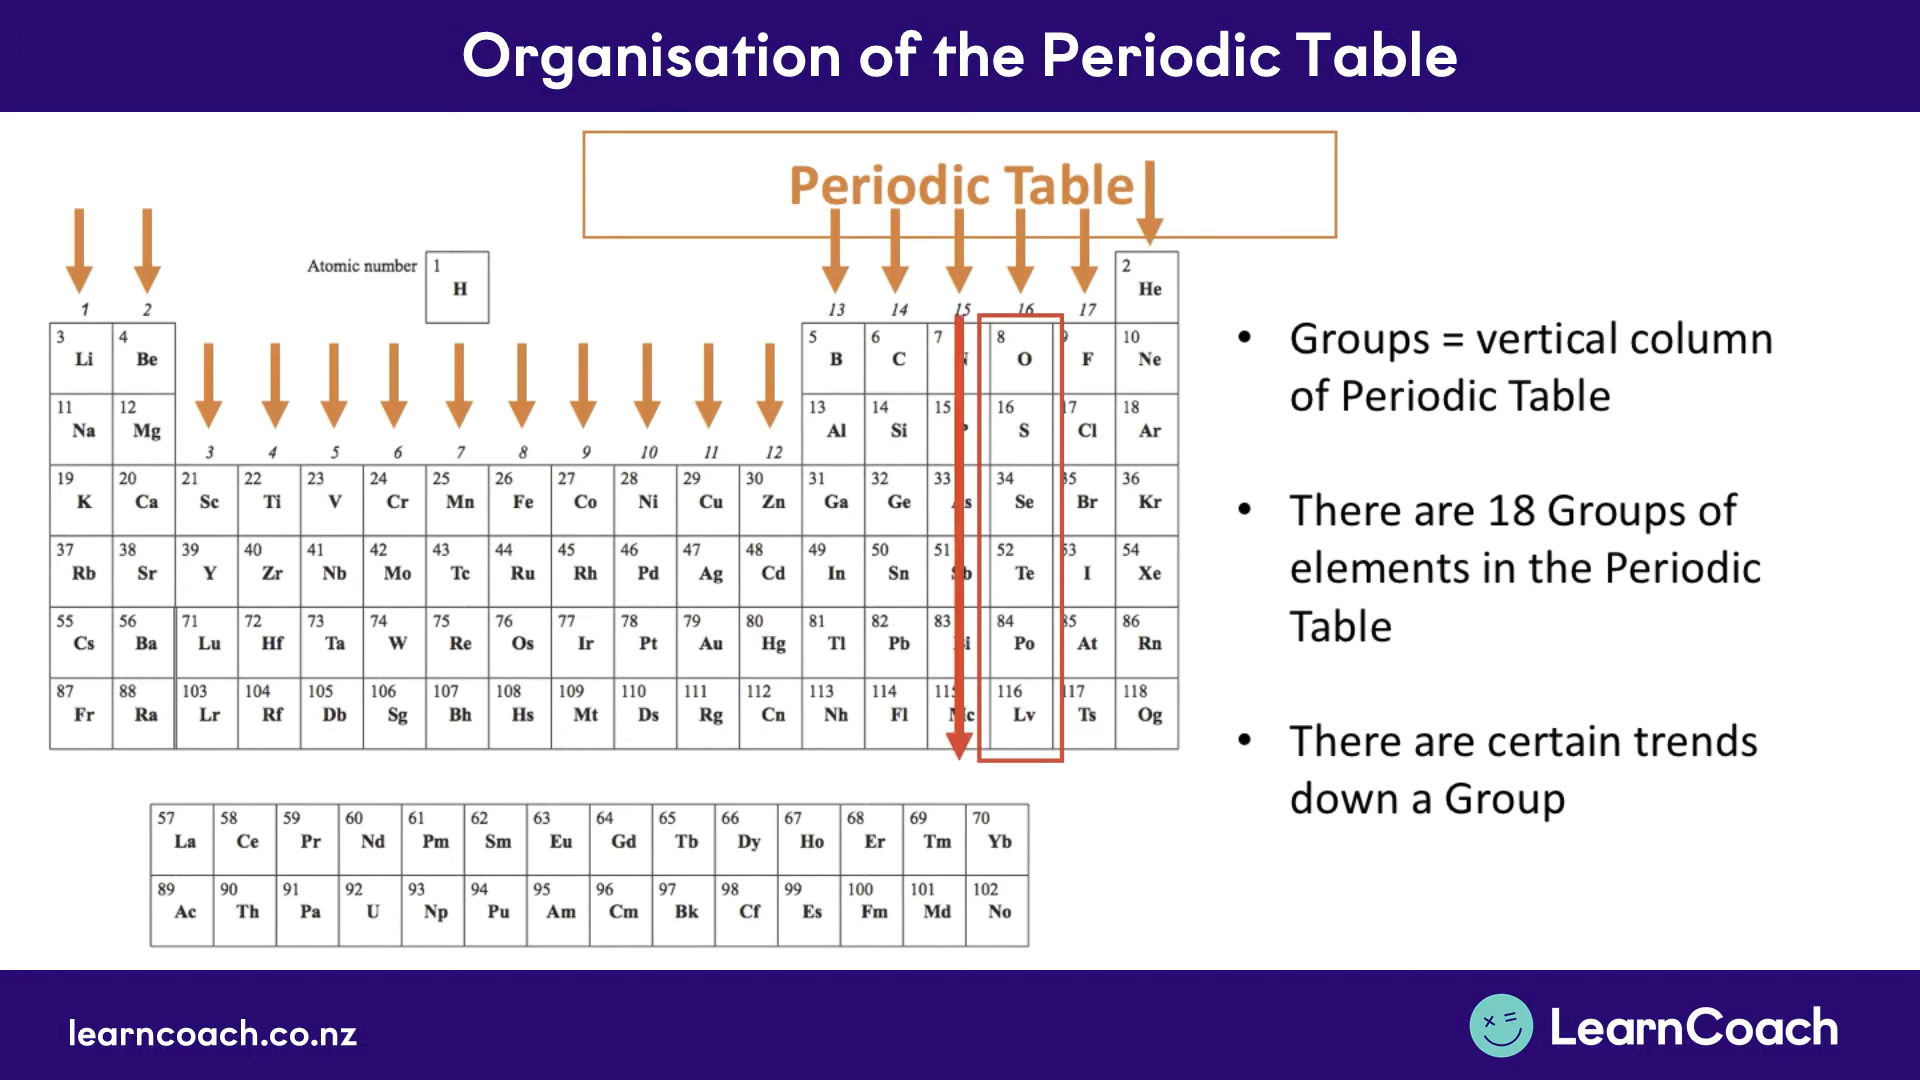 Organisation of the Periodic Table
Periodic Table
Atomic number
1 H
2 He
1 2 13 14 15 16 17
3 Li 4 Be 5 B 6 C 7 N 8 O 9 F 10 Ne
11 Na 12 Mg 13 Al 14 Si 15 P 16 S 17 Cl 18 Ar
3 4 5 6 7 8 9 10 11 12
19 K 20 Ca 21 Sc 22 Ti 23 V 24 Cr 25 Mn 26 Fe 27 Co 28 Ni 29 Cu 30 Zn 31 Ga 32 Ge 33 As 34 Se 35 Br 36 Kr
37 Rb 38 Sr 39 Y 40 Zr 41 Nb 42 Mo 43 Tc 44 Ru 45 Rh 46 Pd 47 Ag 48 Cd 49 In 50 Sn 51 Sb 52 Te 53 I 54 Xe
55 Cs 56 Ba 71 Lu 72 Hf 73 Ta 74 W 75 Re 76 Os 77 Ir 78 Pt 79 Au 80 Hg 81 Tl 82 Pb 83 Bi 84 Po 85 At 86 Rn
87 Fr 88 Ra 103 Lr 104 Rf 105 Db 106 Sg 107 Bh 108 Hs 109 Mt 110 Ds 111 Rg 112 Cn 113 Nh 114 Fl 115 Mc 116 Lv 117 Ts 118 Og
57 La 58 Ce 59 Pr 60 Nd 61 Pm 62 Sm 63 Eu 64 Gd 65 Tb 66 Dy 67 Ho 68 Er 69 Tm 70 Yb
89 Ac 90 Th 91 Pa 92 U 93 Np 94 Pu 95 Am 96 Cm 97 Bk 98 Cf 99 Es 100 Fm 101 Md 102 No
• Groups = vertical column
of Periodic Table
• There are 18 Groups of
elements in the Periodic
Table
• There are certain trends
down a Group
learncoach.co.nz
LearnCoach